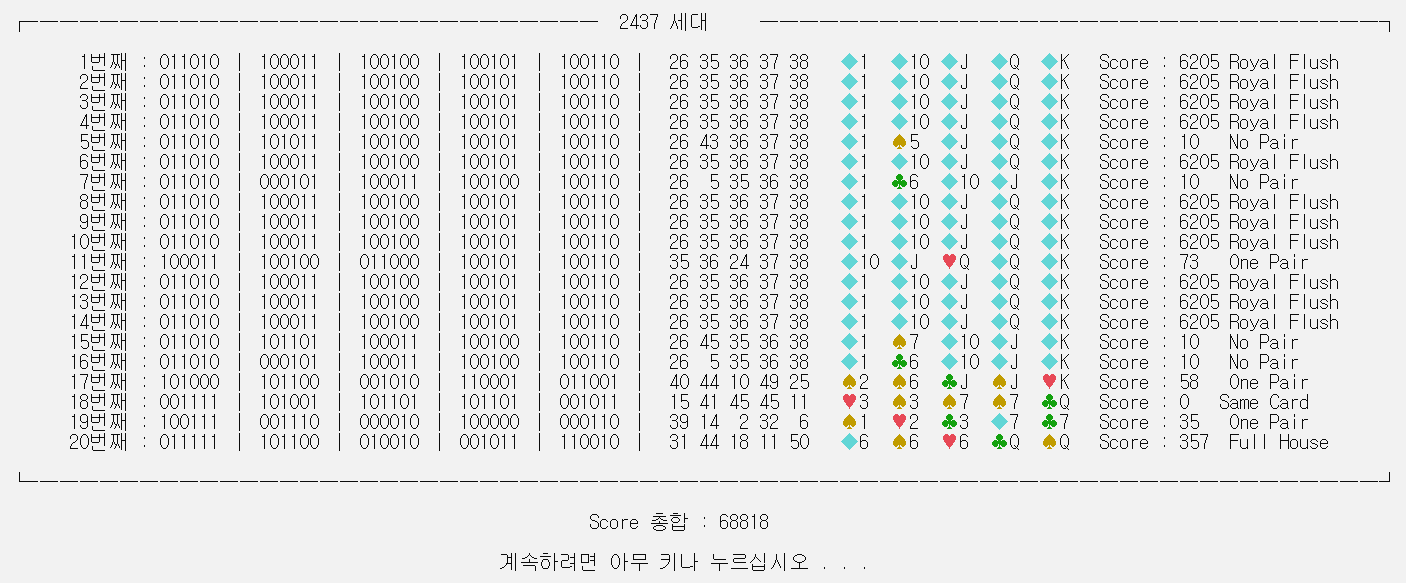 2437 세대
1번째 : 011010 | 100011 | 100100 | 100101 | 100110 | 26 35 36 37 38 ◆1 ◆10 ◆J ◆Q ◆K Score : 6205 Royal Flush
2번째 : 011010 | 100011 | 100100 | 100101 | 100110 | 26 35 36 37 38 ◆1 ◆10 ◆J ◆Q ◆K Score : 6205 Royal Flush
3번째 : 011010 | 100011 | 100100 | 100101 | 100110 | 26 35 36 37 38 ◆1 ◆10 ◆J ◆Q ◆K Score : 6205 Royal Flush
4번째 : 011010 | 100011 | 100100 | 100101 | 100110 | 26 35 36 37 38 ◆1 ◆10 ◆J ◆Q ◆K Score : 6205 Royal Flush
5번째 : 011010 | 101011 | 100100 | 100101 | 100110 | 26 43 36 37 38 ◆1 ♠5 ◆J ◆Q ◆K Score : 10 No Pair
6번째 : 011010 | 100011 | 100100 | 100101 | 100110 | 26 35 36 37 38 ◆1 ◆10 ◆J ◆Q ◆K Score : 6205 Royal Flush
7번째 : 011010 | 000101 | 100011 | 100100 | 100110 | 26 5 35 36 38 ◆1 ♣6 ◆10 ◆J ◆K Score : 10 No Pair
8번째 : 011010 | 100011 | 100100 | 100101 | 100110 | 26 35 36 37 38 ◆1 ◆10 ◆J ◆Q ◆K Score : 6205 Royal Flush
9번째 : 011010 | 100011 | 100100 | 100101 | 100110 | 26 35 36 37 38 ◆1 ◆10 ◆J ◆Q ◆K Score : 6205 Royal Flush
10번째 : 011010 | 100011 | 100100 | 100101 | 100110 | 26 35 36 37 38 ◆1 ◆10 ◆J ◆Q ◆K Score : 6205 Royal Flush
11번째 : 100011 | 100100 | 011000 | 100101 | 100110 | 35 36 24 37 38 ◆10 ◆J ♥Q ◆Q ◆K Score : 73 One Pair
12번째 : 011010 | 100011 | 100100 | 100101 | 100110 | 26 35 36 37 38 ◆1 ◆10 ◆J ◆Q ◆K Score : 6205 Royal Flush
13번째 : 011010 | 100011 | 100100 | 100101 | 100110 | 26 35 36 37 38 ◆1 ◆10 ◆J ◆Q ◆K Score : 6205 Royal Flush
14번째 : 011010 | 100011 | 100100 | 100101 | 100110 | 26 35 36 37 38 ◆1 ◆10 ◆J ◆Q ◆K Score : 6205 Royal Flush
15번째 : 011010 | 101101 | 100011 | 100100 | 100110 | 26 45 35 36 38 ◆1 ♠7 ◆10 ◆J ◆K Score : 10 No Pair
16번째 : 011010 | 000101 | 100011 | 100100 | 100110 | 26 5 35 36 38 ◆1 ♣6 ◆10 ◆J ◆K Score : 10 No Pair
17번째 : 101000 | 101100 | 001010 | 110001 | 011001 | 40 44 10 49 25 ♠2 ♠6 ♣J ♠J ♥K Score : 58 One Pair
18번째 : 001111 | 101001 | 101101 | 101101 | 001011 | 15 41 45 45 11 ♥3 ♠3 ♠7 ♠7 ♣Q Score : 0 Same Card
19번째 : 100111 | 001110 | 000010 | 100000 | 000110 | 39 14 2 32 6 ♠1 ♥2 ♣3 ◆7 ♣7 Score : 35 One Pair
20번째 : 011111 | 101100 | 010010 | 001011 | 110010 | 31 44 18 11 50 ◆6 ♠6 ♥6 ♣Q ♠Q Score : 357 Full House
Score 총합 : 68818
계속하려면 아무 키나 누르십시오 . . .